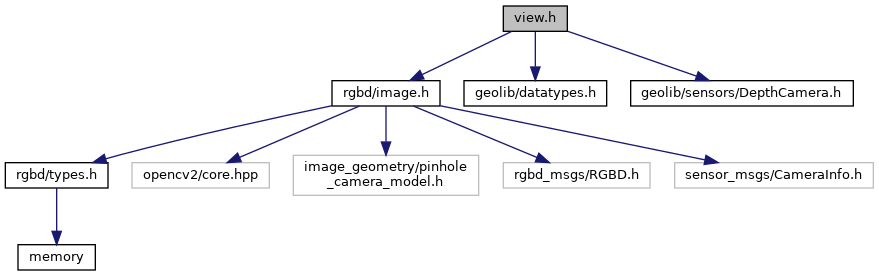 view.h
rgbd/image.h
geolib/datatypes.h
geolib/sensors/DepthCamera.h
rgbd/types.h
opencv2/core.hpp
image_geometry/pinhole
_camera_model.h
rgbd_msgs/RGBD.h
sensor_msgs/CameraInfo.h
memory